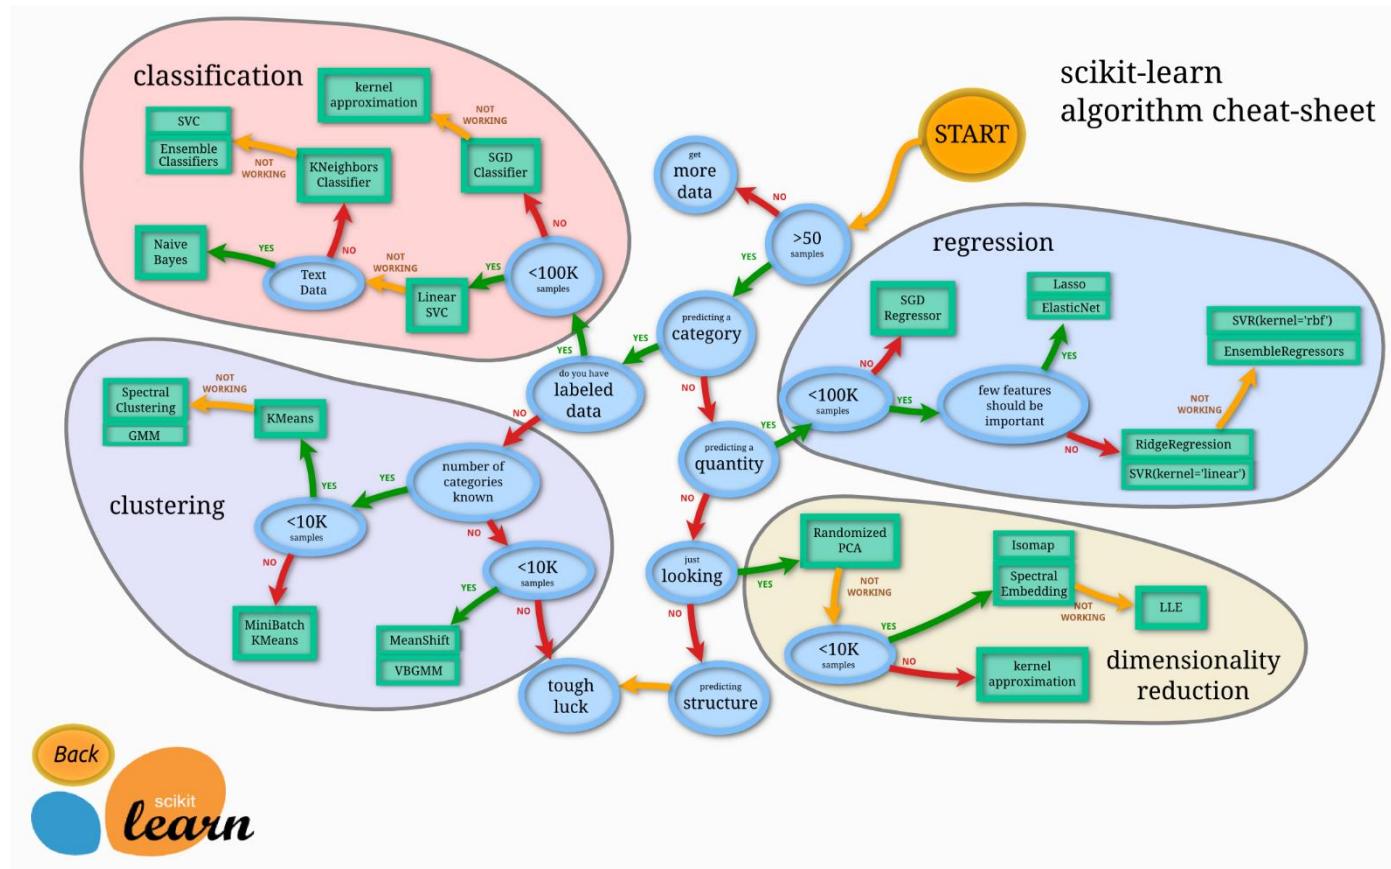 scikit-learn
algorithm cheat-sheet
START
get
more
data
NO
>50
samples
YES
predicting a
category
YES
NO
do you have
labeled
data
YES
NO
predicting a
quantity
YES
NO
just
looking
YES
NO
predicting
structure
tough
luck
classification
kernel
approximation
NOT
WORKING
SVC
Ensemble
Classifiers
NOT
WORKING
KNeighbors
Classifier
SGD
Classifier
NO
Naive
Bayes
YES
NO
Text
Data
NOT
WORKING
Linear
SVC
YES
<100K
samples
regression
SGD
Regressor
Lasso
ElasticNet
SVR(kernel='rbf')
EnsembleRegressors
YES
NO
<100K
samples
YES
few features
should be
important
NOT
WORKING
NO
RidgeRegression
SVR(kernel='linear')
clustering
Spectral
Clustering
GMM
NOT
WORKING
KMeans
YES
YES
number of
categories
known
<10K
samples
NO
NO
<10K
samples
YES
NO
MiniBatch
KMeans
MeanShift
VBGMM
Randomized
PCA
NOT
WORKING
Isomap
Spectral
Embedding
NOT
WORKING
LLE
YES
<10K
samples
NO
kernel
approximation
dimensionality
reduction
Back
scikit
learn